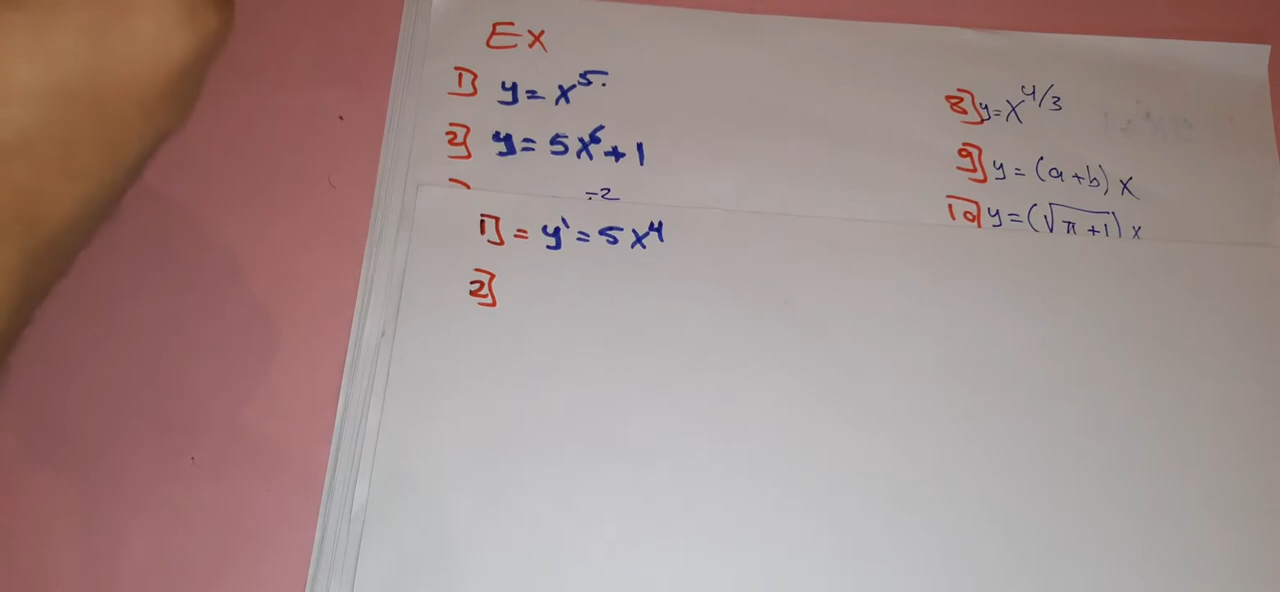 Ex
1] y = x^5.
2] y = 5x^6 + 1
-2
1] = y' = 5x^4
2]
8] y = x^4/3
9] y = (a+b) x
10] y = (√π+1) x